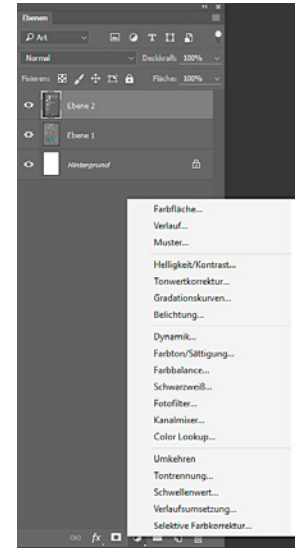 Ebenen
Art
Normal Deckkraft: 100%
Fixieren: Fläche: 100%
Ebene 2
Ebene 1
Hintergrund
Farbfläche...
Verlauf...
Muster...
Helligkeit/Kontrast...
Tonwertkorrektur...
Gradationskurven...
Belichtung...
Dynamik...
Farbton/Sättigung...
Farbbalance...
Schwarzweiß...
Fotofilter...
Kanalmixer...
Color Lookup...
Umkehren
Tontrennung...
Schwellenwert...
Verlaufsumsetzung...
Selektive Farbkorrektur...
fx